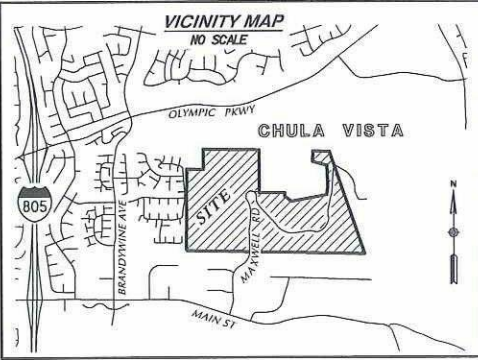 VICINITY MAP
NO SCALE
OLYMPIC PKWY
CHULA VISTA
N
805
SITE
BRANDYWINE AVE
MAXWELL RD
MAIN ST